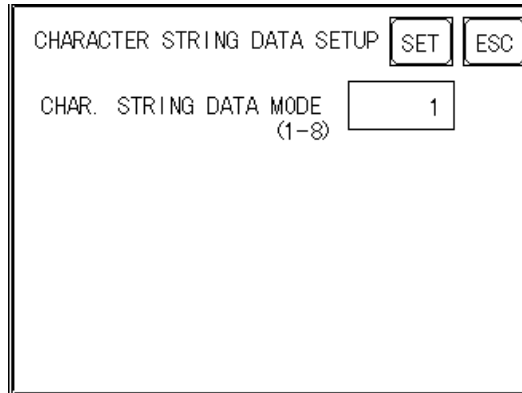 CHARACTER STRING DATA SETUP SET ESC
CHAR. STRING DATA MODE 1
(1-8)